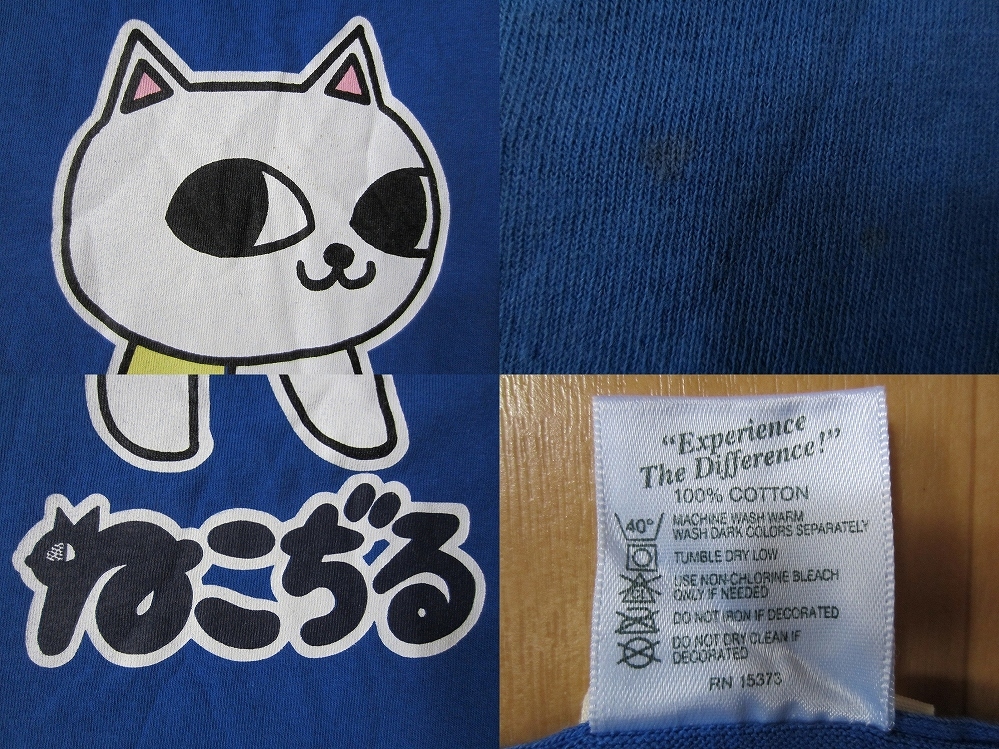 ねこぢる
“Experience
The Difference!”
100% COTTON
40°
MACHINE WASH WARM
WASH DARK COLORS SEPARATELY
TUMBLE DRY LOW
USE NON-CHLORINE BLEACH
ONLY IF NEEDED
DO NOT IRON IF DECORATED
DO NOT DRY CLEAN IF
DECORATED
RN 15373